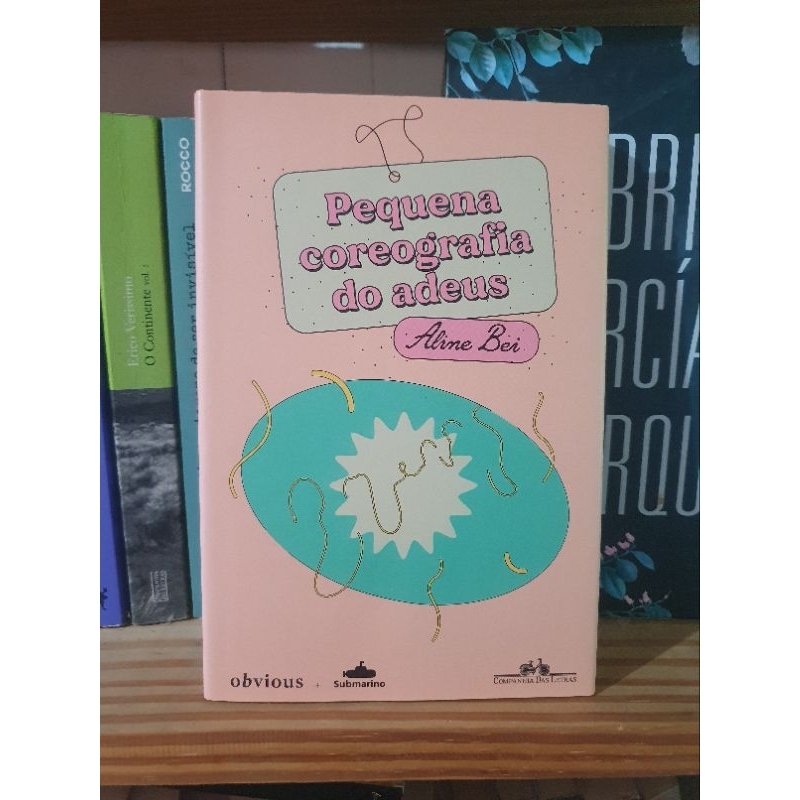 Pequena
coreografia
do adeus
Aline Bei
obvious
+
Submarino
COMPANHIA DAS LETRAS
Erico Verissimo
O Continente vol. 1
ROCCO
de ser invisível
BRI
RCÍA
RQU